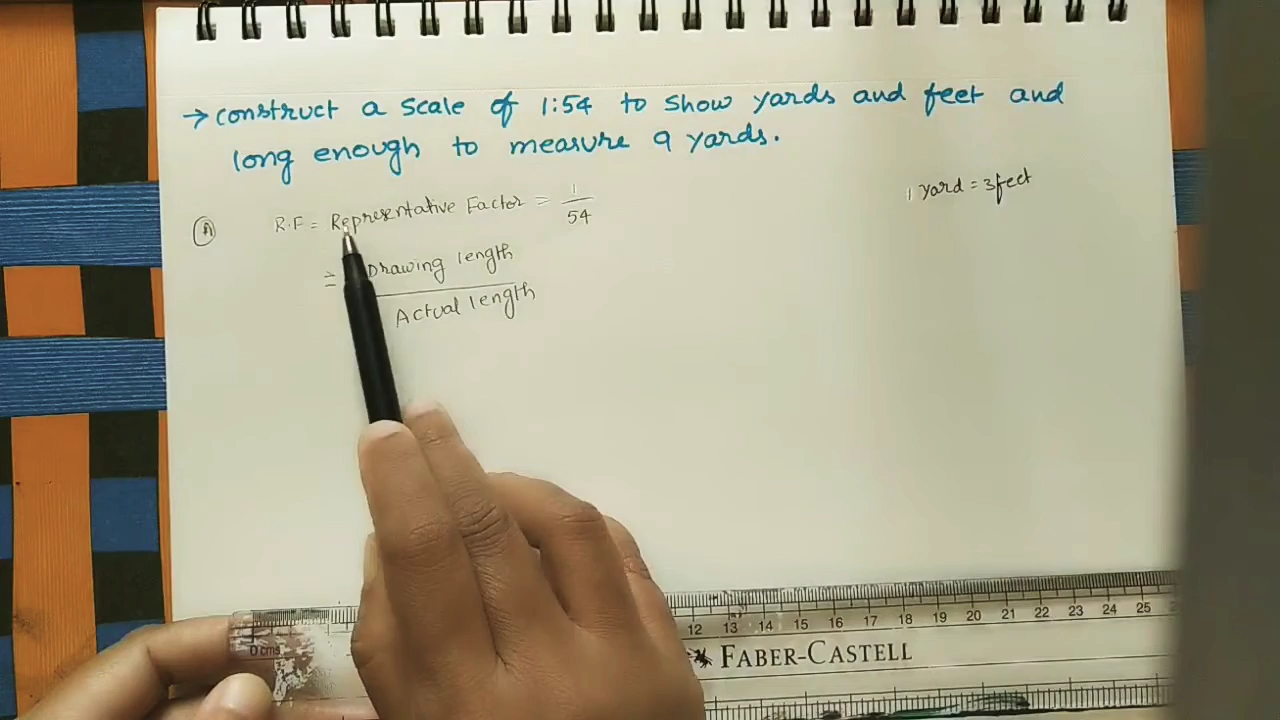 → construct a scale of 1:54 to show yards and feet and
long enough to measure 9 yards.
1 yard = 3feet
(A) R.F = Representative Factor = 1/54
= Drawing length / Actual length
0 cms 12 13 14 15 16 17 18 19 20 21 22 23 24 25
FABER-CASTELL